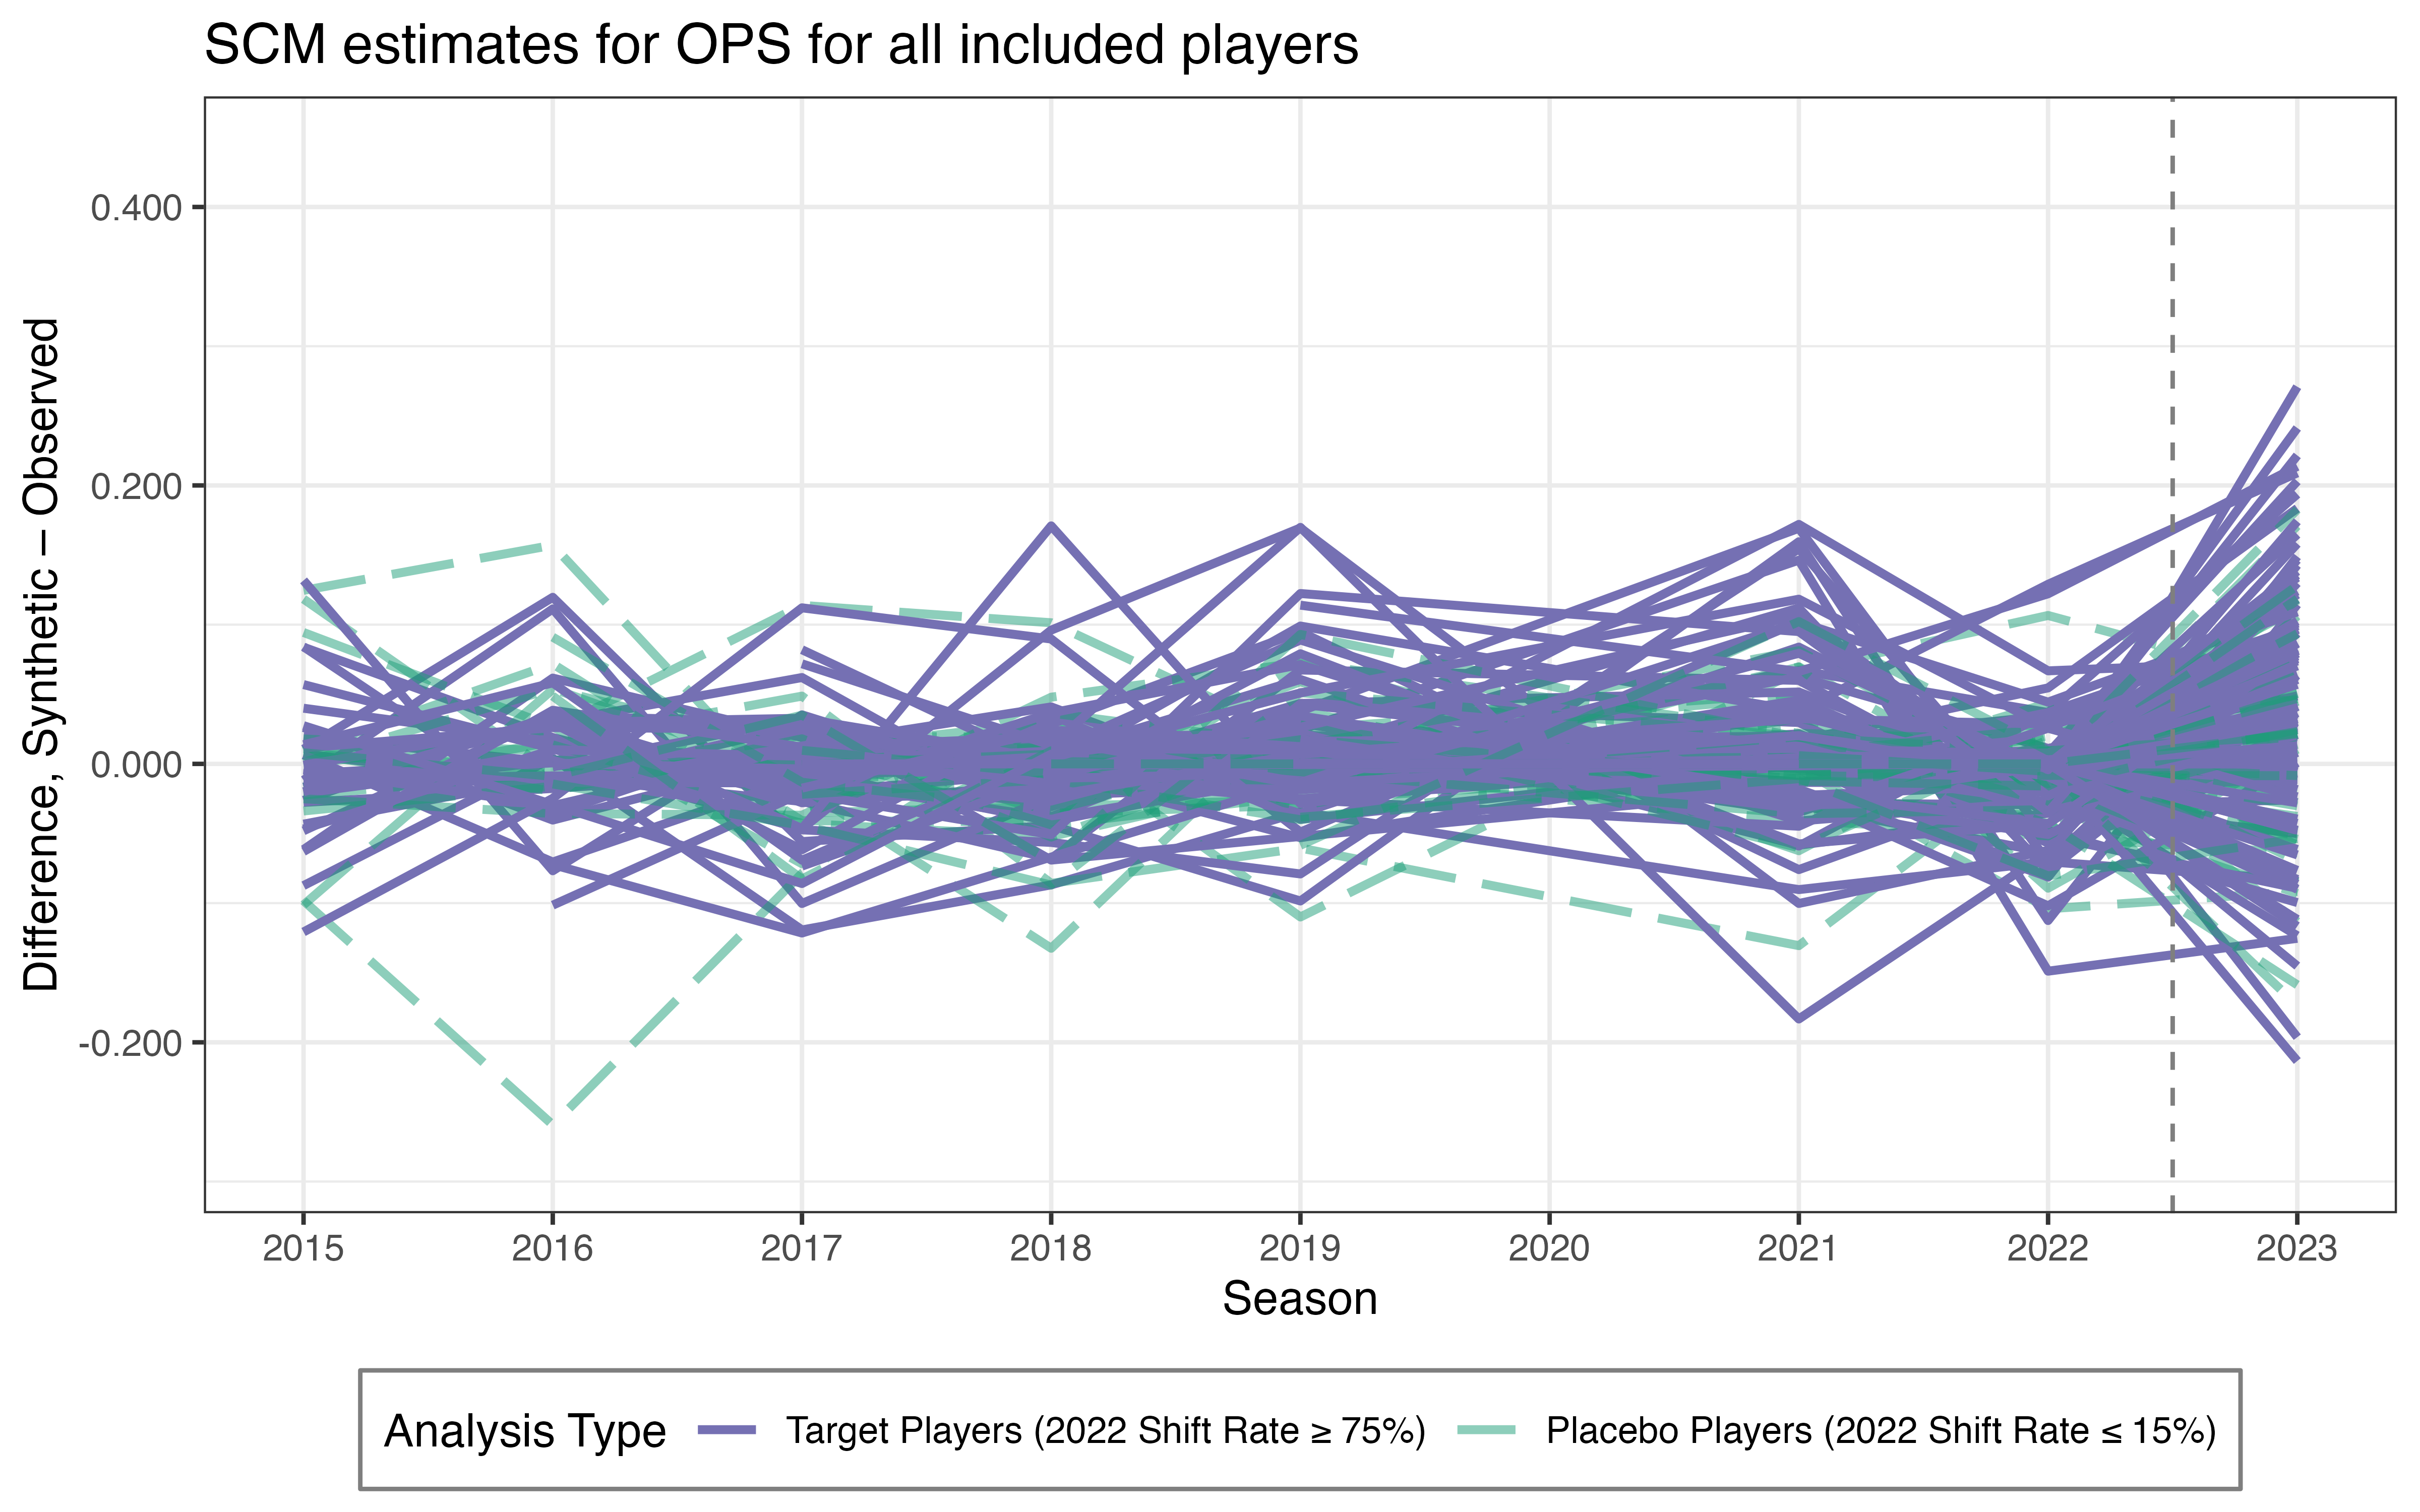 SCM estimates for OPS for all included players
Difference, Synthetic − Observed
0.400
0.200
0.000
-0.200
2015 2016 2017 2018 2019 2020 2021 2022 2023
Season
Analysis Type Target Players (2022 Shift Rate ≥ 75%) Placebo Players (2022 Shift Rate ≤ 15%)